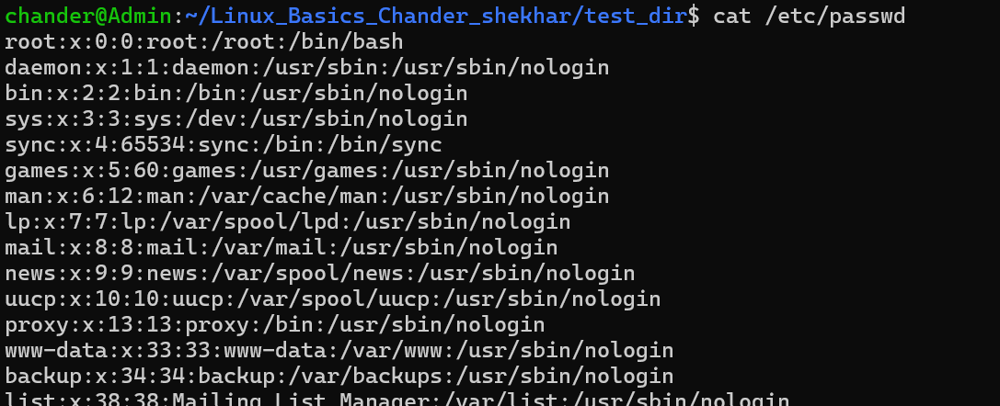 chander@Admin:~/Linux_Basics_Chander_shekhar/test_dir$ cat /etc/passwd
root:x:0:0:root:/root:/bin/bash
daemon:x:1:1:daemon:/usr/sbin:/usr/sbin/nologin
bin:x:2:2:bin:/bin:/usr/sbin/nologin
sys:x:3:3:sys:/dev:/usr/sbin/nologin
sync:x:4:65534:sync:/bin:/bin/sync
games:x:5:60:games:/usr/games:/usr/sbin/nologin
man:x:6:12:man:/var/cache/man:/usr/sbin/nologin
lp:x:7:7:lp:/var/spool/lpd:/usr/sbin/nologin
mail:x:8:8:mail:/var/mail:/usr/sbin/nologin
news:x:9:9:news:/var/spool/news:/usr/sbin/nologin
uucp:x:10:10:uucp:/var/spool/uucp:/usr/sbin/nologin
proxy:x:13:13:proxy:/bin:/usr/sbin/nologin
www-data:x:33:33:www-data:/var/www:/usr/sbin/nologin
backup:x:34:34:backup:/var/backups:/usr/sbin/nologin
list:x:38:38:Mailing List Manager:/var/list:/usr/sbin/nologin